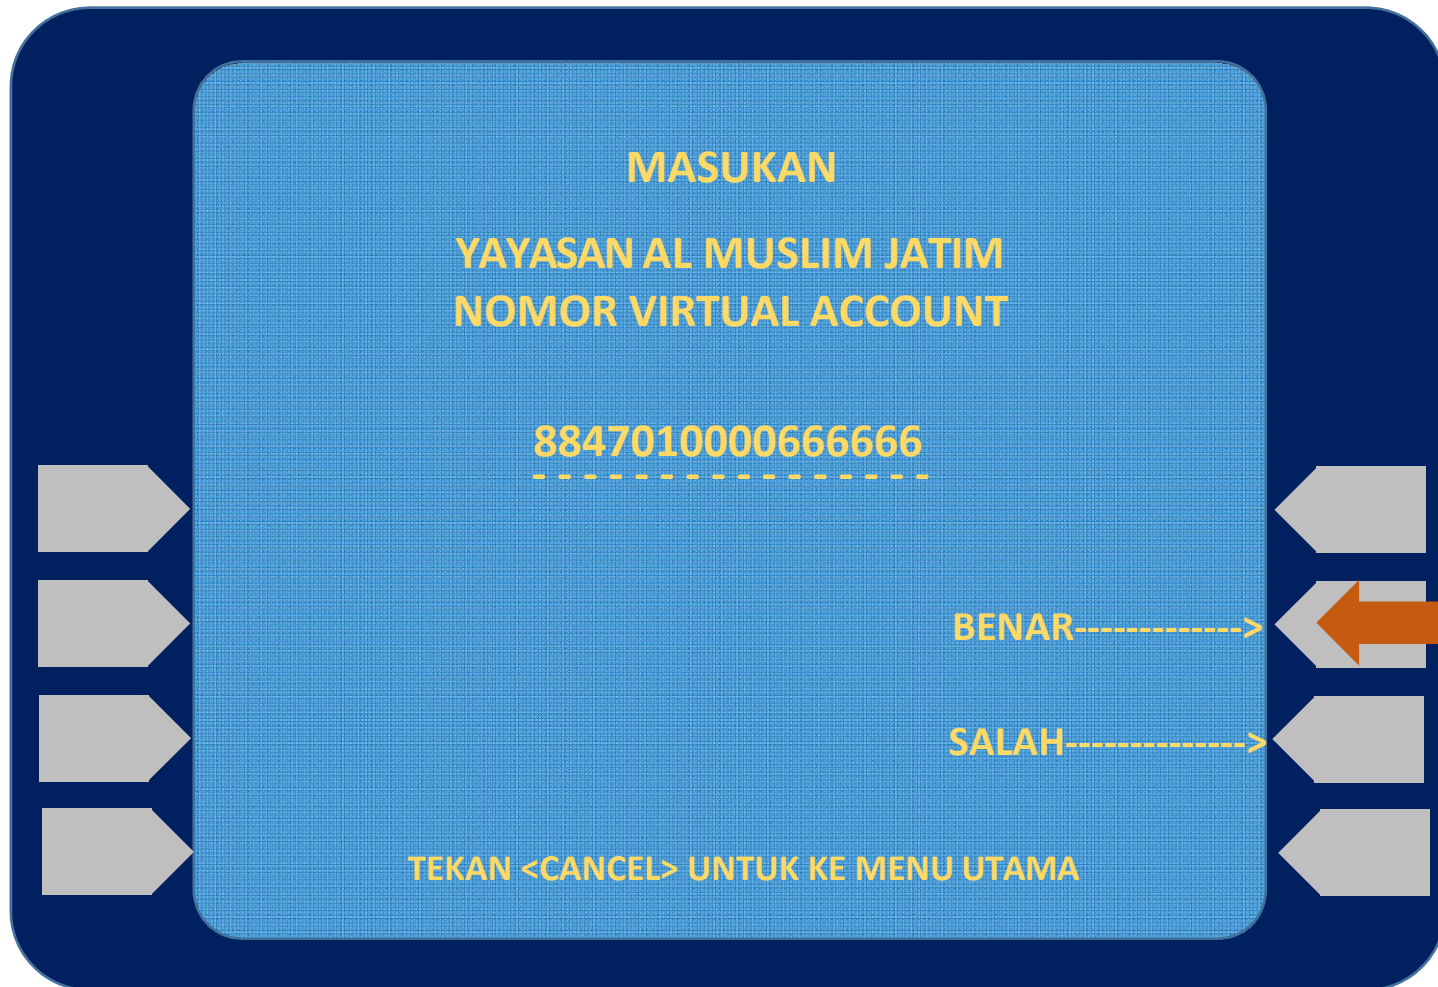 MASUKAN
YAYASAN AL MUSLIM JATIM
NOMOR VIRTUAL ACCOUNT
8847010000666666
- - - - - - - - - - - - - - - -
BENAR------------->
SALAH-------------->
TEKAN <CANCEL> UNTUK KE MENU UTAMA